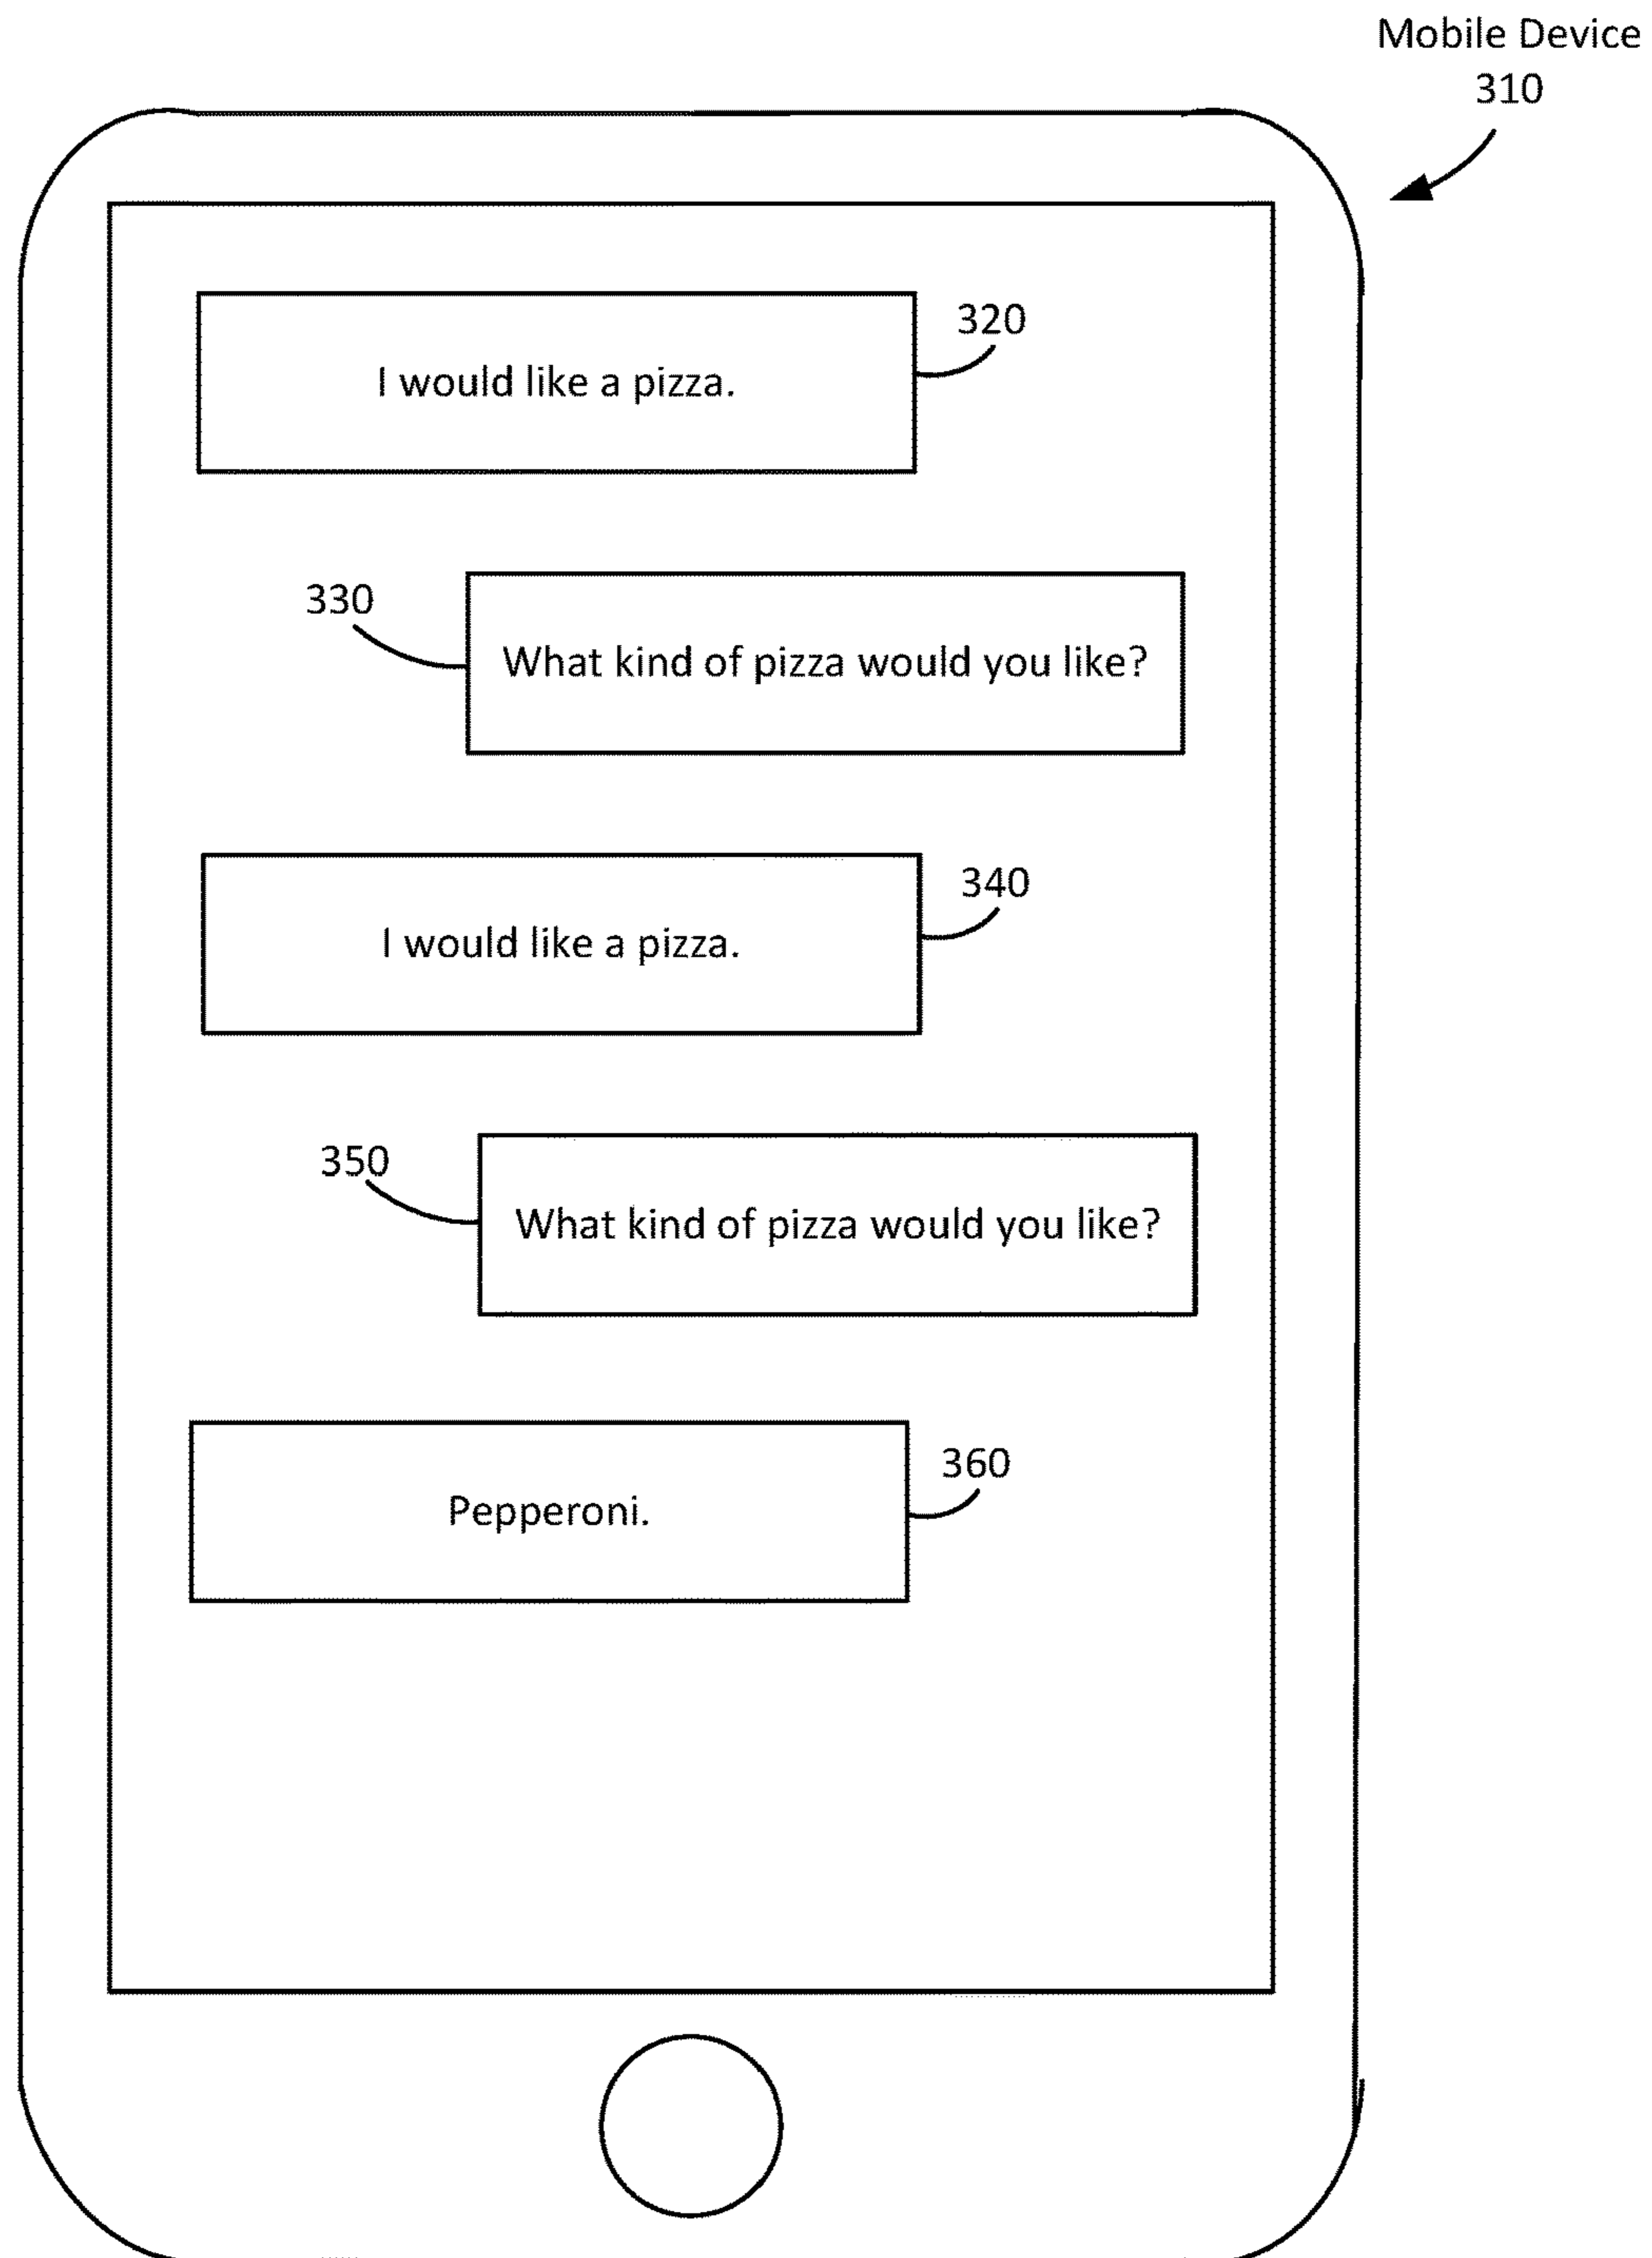 Mobile Device
310
320
I would like a pizza.
330
What kind of pizza would you like?
340
I would like a pizza.
350
What kind of pizza would you like?
360
Pepperoni.